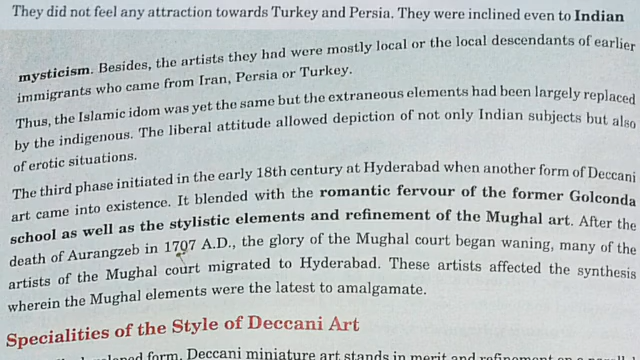 They did not feel any attraction towards Turkey and Persia. They were inclined even to Indian
mysticism. Besides, the artists they had were mostly local or the local descendants of earlier
immigrants who came from Iran, Persia or Turkey.
Thus, the Islamic idom was yet the same but the extraneous elements had been largely replaced
by the indigenous. The liberal attitude allowed depiction of not only Indian subjects but also
of erotic situations.
The third phase initiated in the early 18th century at Hyderabad when another form of Deccani
art came into existence. It blended with the romantic fervour of the former Golconda
school as well as the stylistic elements and refinement of the Mughal art. After the
death of Aurangzeb in 1707 A.D., the glory of the Mughal court began waning, many of the
artists of the Mughal court migrated to Hyderabad. These artists affected the synthesis
wherein the Mughal elements were the latest to amalgamate.
Specialities of the Style of Deccani Art
form, Deccani miniature art stands in merit and refinement on a